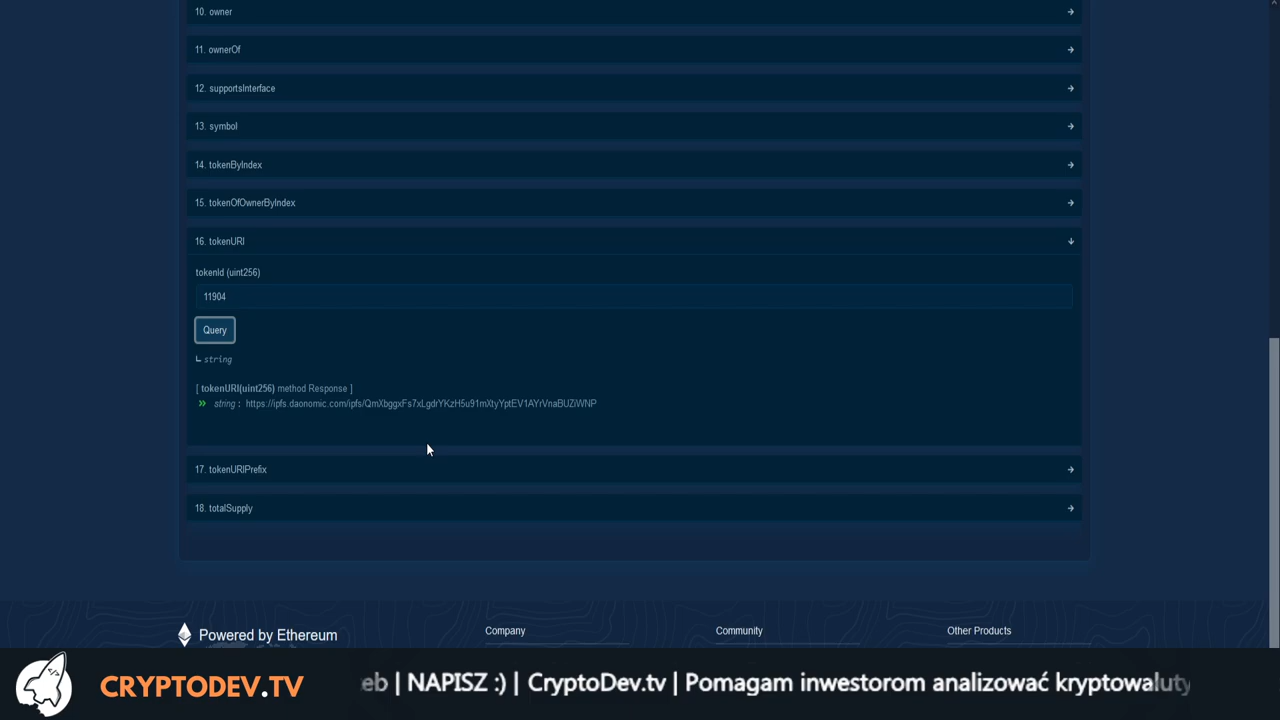 10. owner
11. ownerOf
12. supportsInterface
13. symbol
14. tokenByIndex
15. tokenOfOwnerByIndex
16. tokenURI
tokenId (uint256)
11904
Query
string
[ tokenURI(uint256) method Response ]
» string : https://ipfs.daonomic.com/ipfs/QmXbggxFs7xLgdrYKzH5u91mXtyYptEV1AYrVnaBUZiWNP
17. tokenURIPrefix
18. totalSupply
Powered by Ethereum
Company
Community
Other Products
CRYPTODEV.TV
eb | NAPISZ :) | CryptoDev.tv | Pomagam inwestorom analizować kryptowaluty